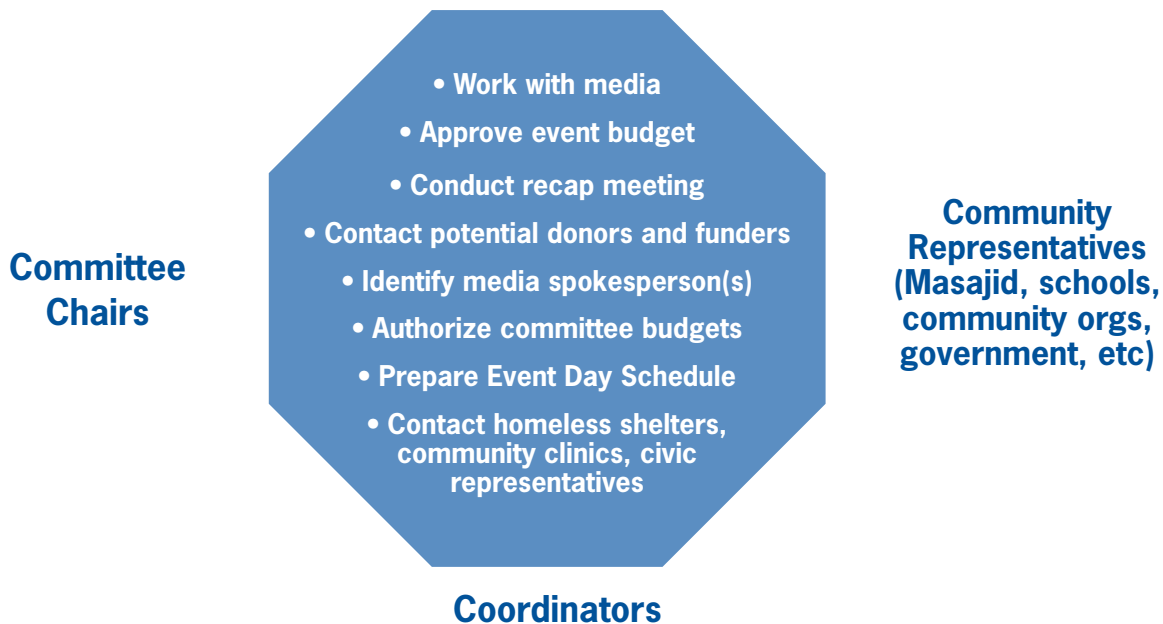 • Work with media
• Approve event budget
• Conduct recap meeting
• Contact potential donors and funders
• Identify media spokesperson(s)
• Authorize committee budgets
• Prepare Event Day Schedule
• Contact homeless shelters,
community clinics, civic
representatives
Committee
Chairs
Community
Representatives
(Masajid, schools,
community orgs,
government, etc)
Coordinators